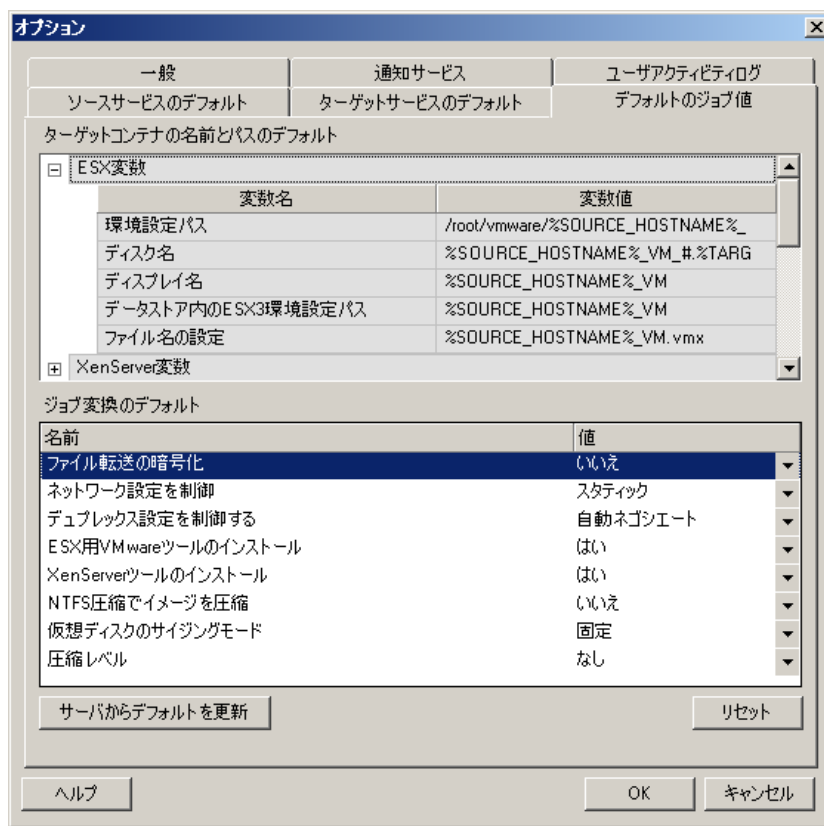 オプション
一般 通知サービス ユーザアクティビティログ
ソースサービスのデフォルト ターゲットサービスのデフォルト デフォルトのジョブ値
ターゲットコンテナの名前とパスのデフォルト
ESX変数
変数名 変数値
環境設定パス /root/vmware/%SOURCE_HOSTNAME%_
ディスク名 %SOURCE_HOSTNAME%_VM_#.%TARG
ディスプレイ名 %SOURCE_HOSTNAME%_VM
データストア内のESX3環境設定パス %SOURCE_HOSTNAME%_VM
ファイル名の設定 %SOURCE_HOSTNAME%_VM.vmx
XenServer変数
ジョブ変換のデフォルト
名前 値
ファイル転送の暗号化 いいえ
ネットワーク設定を制御 スタティック
デュプレックス設定を制御する 自動ネゴシエート
ESX用VMwareツールのインストール はい
XenServerツールのインストール はい
NTFS圧縮でイメージを圧縮 いいえ
仮想ディスクのサイジングモード 固定
圧縮レベル なし
サーバからデフォルトを更新 リセット
ヘルプ OK キャンセル